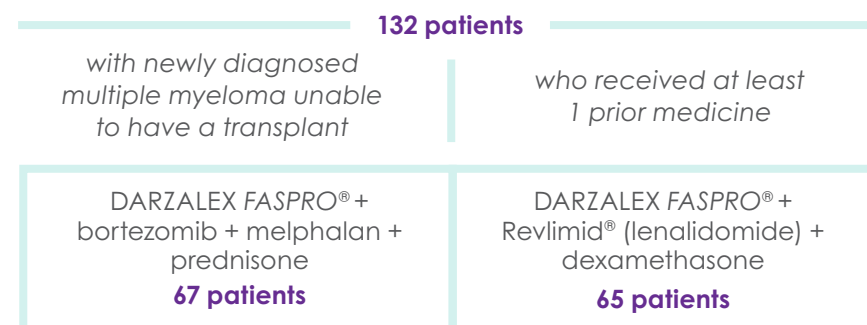 132 patients
with newly diagnosed
multiple myeloma unable
to have a transplant
who received at least
1 prior medicine
DARZALEX FASPRO® +
bortezomib + melphalan +
prednisone
67 patients
DARZALEX FASPRO® +
Revlimid® (lenalidomide) +
dexamethasone
65 patients